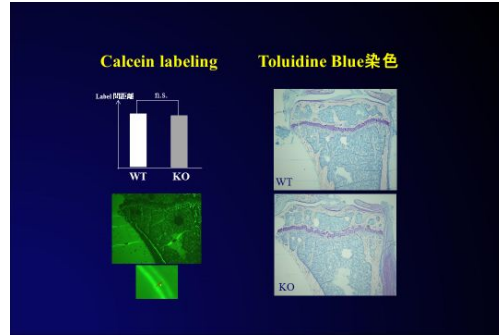 Calcein labeling
Label間距離
n.s.
WT
KO
Toluidine Blue染色
WT
KO